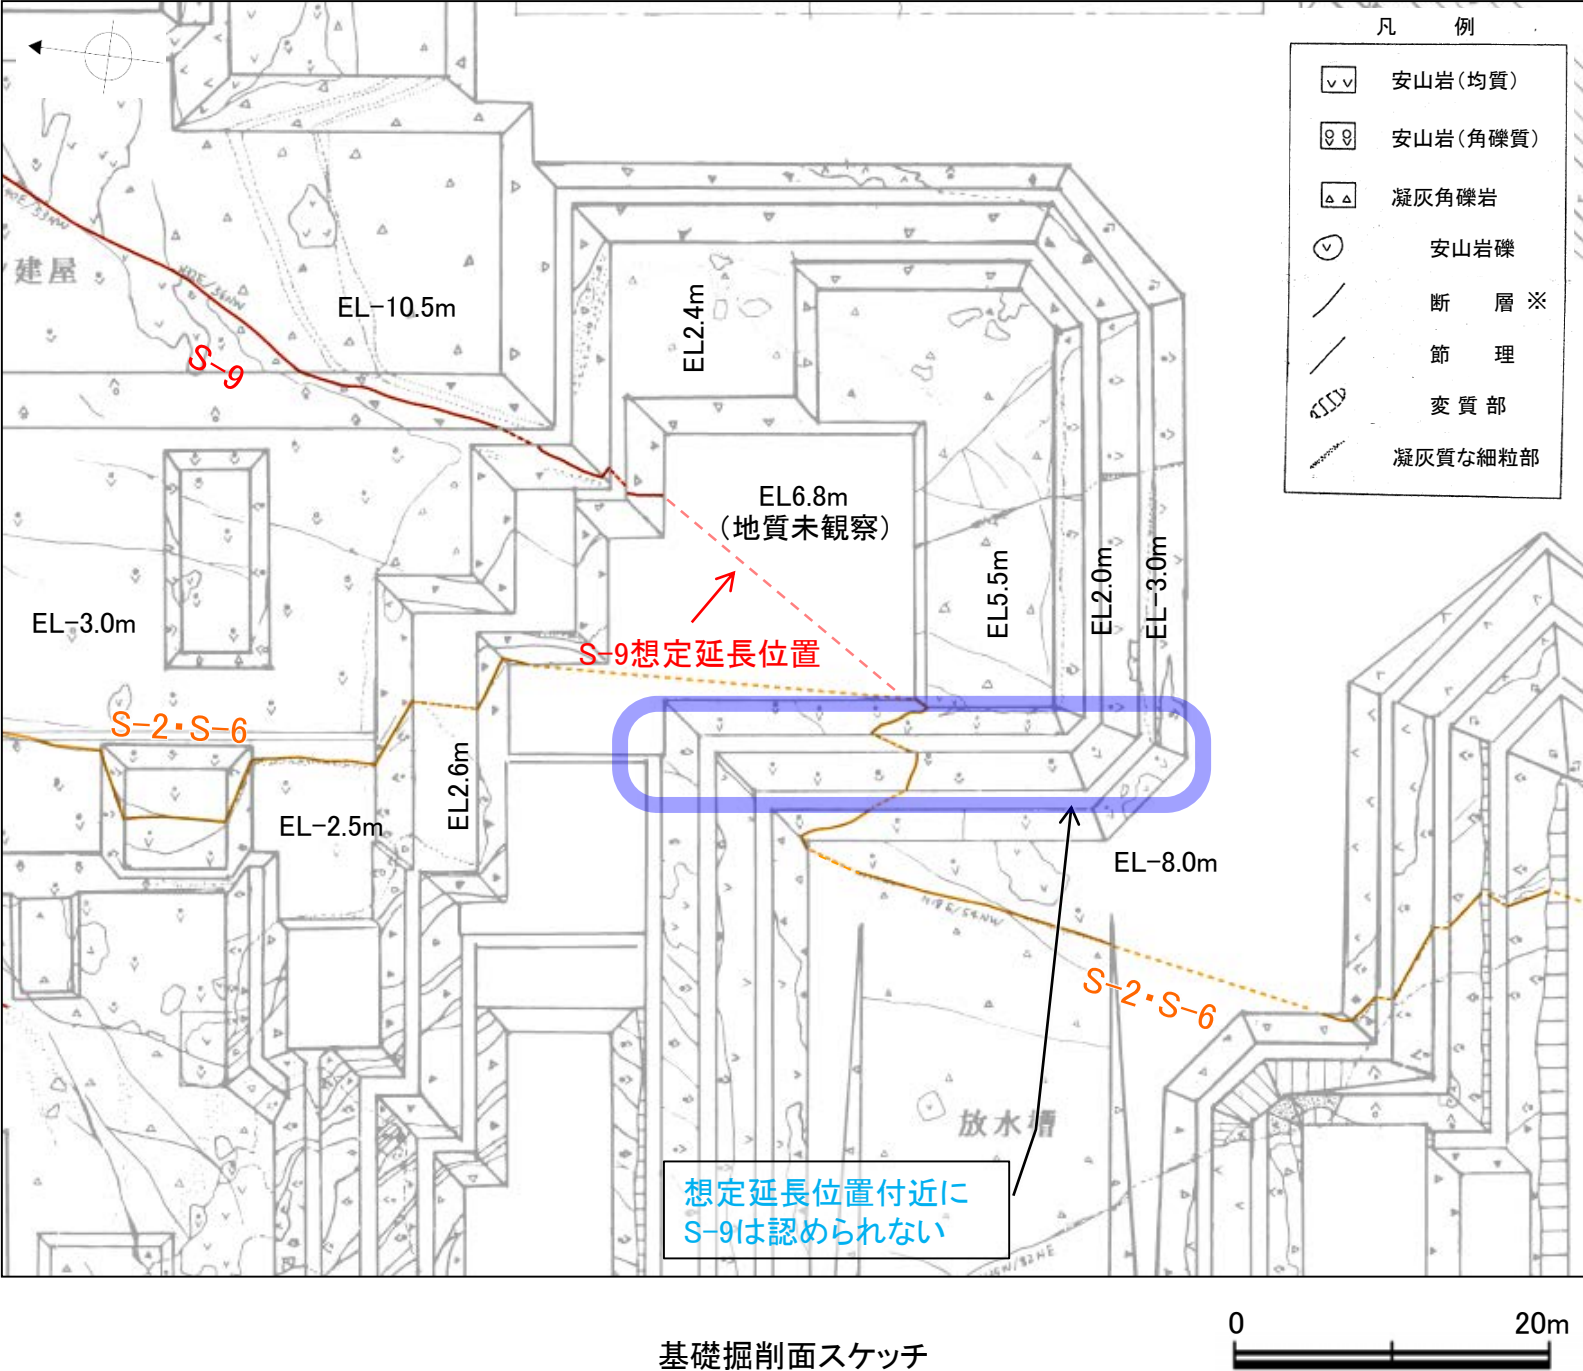 凡 例
安山岩(均質)
安山岩(角礫質)
凝灰角礫岩
安山岩礫
断 層 ※
節 理
変 質 部
凝灰質な細粒部
建屋
EL-10.5m
S-9
EL2.4m
EL6.8m
(地質未観察)
EL5.5m
EL2.0m
EL-3.0m
EL-3.0m
S-9想定延長位置
S-2・S-6
EL2.6m
EL-2.5m
EL-8.0m
N18E/54NW
S-2・S-6
放水槽
想定延長位置付近に
S-9は認められない
0 20m
基礎掘削面スケッチ